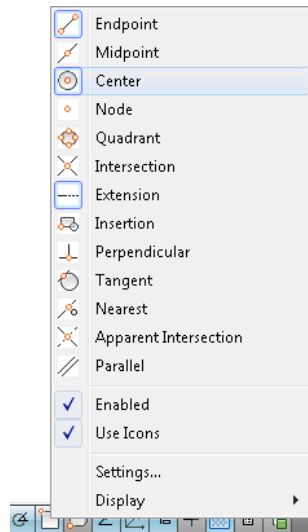 Endpoint
Midpoint
Center
Node
Quadrant
Intersection
Extension
Insertion
Perpendicular
Tangent
Nearest
Apparent Intersection
Parallel
Enabled
Use Icons
Settings...
Display